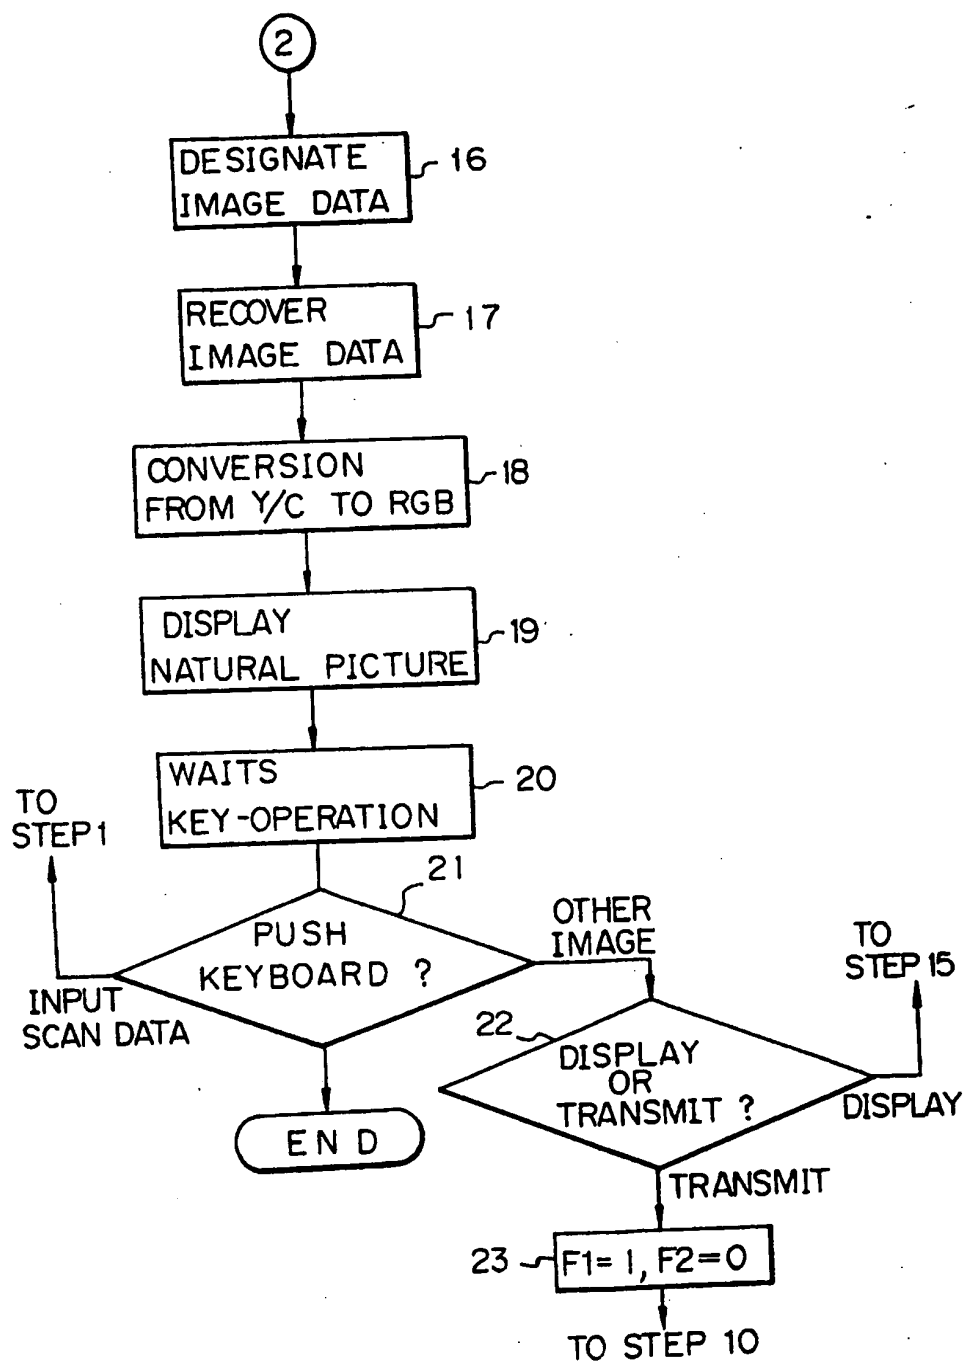 2
DESIGNATE
IMAGE DATA
16
RECOVER
IMAGE DATA
17
CONVERSION
FROM Y/C TO RGB
18
DISPLAY
NATURAL PICTURE
19
WAITS
KEY-OPERATION
20
TO
STEP 1
21
PUSH
KEYBOARD ?
INPUT
SCAN DATA
OTHER
IMAGE
TO
STEP 15
22
DISPLAY
OR
TRANSMIT ?
DISPLAY
END
TRANSMIT
23
F1=1, F2=0
TO STEP 10